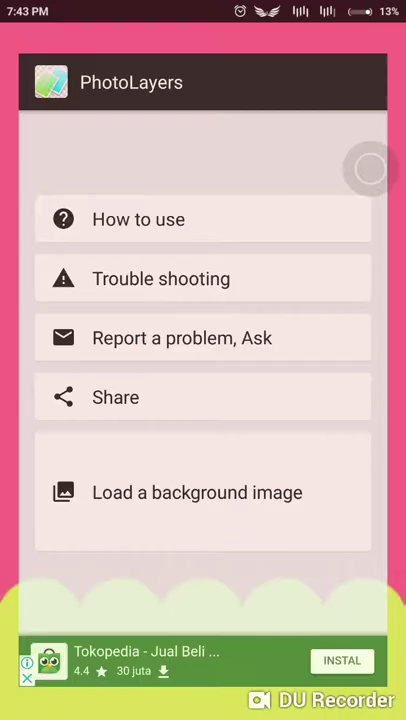 7:43 PM
13%
PhotoLayers
How to use
Trouble shooting
Report a problem, Ask
Share
Load a background image
Tokopedia - Jual Beli ...
4.4 30 juta
INSTAL
DU Recorder